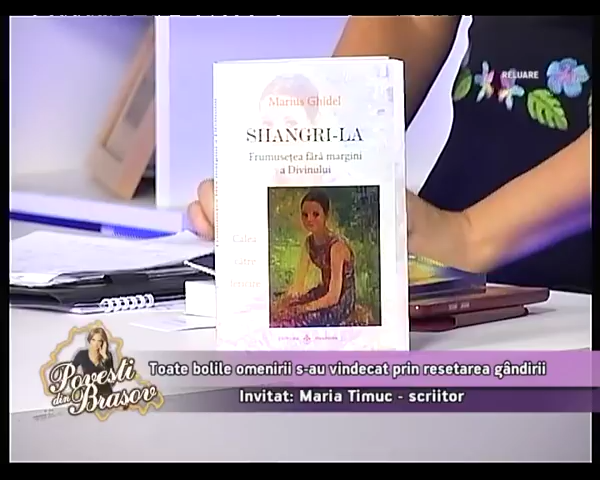 RELUARE
Marius Ghidel
SHANGRI-LA
Frumusețea fără margini
a Divinului
Calea
către
fericire
Povesti
din
Brașov
Toate bolile omenirii s-au vindecat prin resetarea gândirii
Invitat: Maria Timuc - scriitor